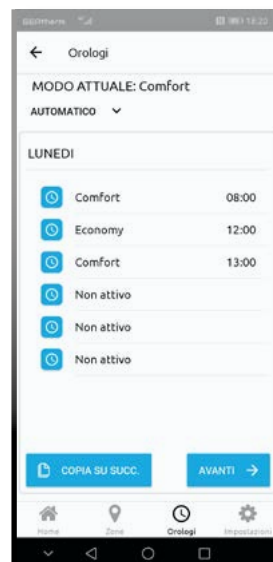 Orologi
MODO ATTUALE: Comfort
AUTOMATICO
LUNEDI
Comfort 08:00
Economy 12:00
Comfort 13:00
Non attivo
Non attivo
Non attivo
COPIA SU SUCC. AVANTI
Home Zone Orologi Impostazioni